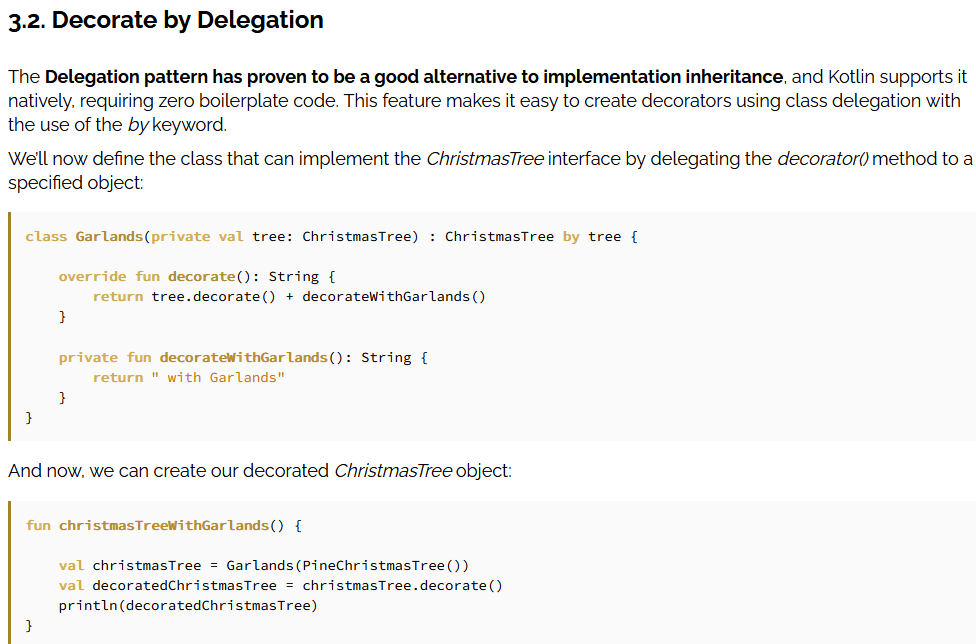 3.2. Decorate by Delegation
The Delegation pattern has proven to be a good alternative to implementation inheritance, and Kotlin supports it
natively, requiring zero boilerplate code. This feature makes it easy to create decorators using class delegation with
the use of the by keyword.
We'll now define the class that can implement the ChristmasTree interface by delegating the decorator() method to a
specified object:
class Garlands(private val tree: ChristmasTree) : ChristmasTree by tree {
    override fun decorate(): String {
        return tree.decorate() + decorateWithGarlands()
    }
    private fun decorateWithGarlands(): String {
        return " with Garlands"
    }
}
And now, we can create our decorated ChristmasTree object:
fun christmasTreeWithGarlands() {
    val christmasTree = Garlands(PineChristmasTree())
    val decoratedChristmasTree = christmasTree.decorate()
    println(decoratedChristmasTree)
}